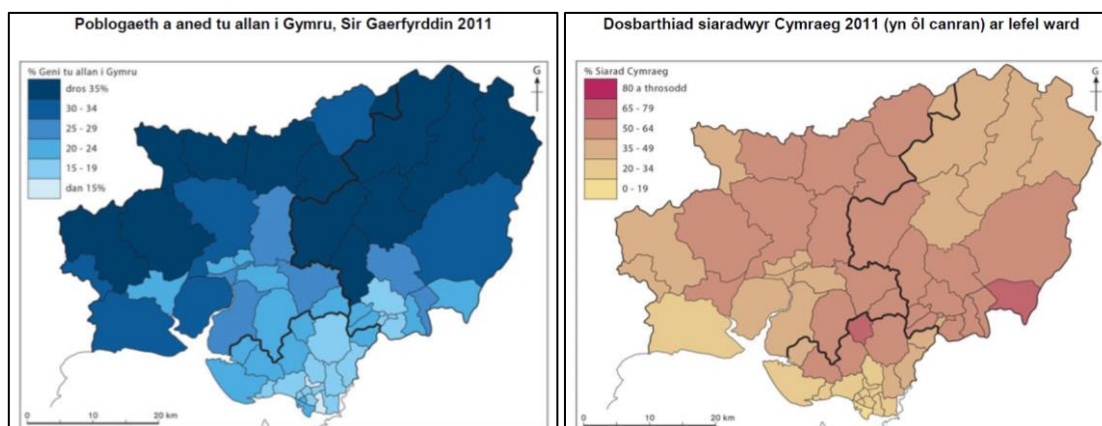 Poblogaeth a aned tu allan i Gymru, Sir Gaerfyrddin 2011
% Geni tu allan i Gymru
dros 35%
30 - 34
25 - 29
20 - 24
15 - 19
dan 15%
G
0 10 20 km
Dosbarthiad siaradwyr Cymraeg 2011 (yn ôl canran) ar lefel ward
% Siarad Cymraeg
80 a throsodd
65 - 79
50 - 64
35 - 49
20 - 34
0 - 19
G
0 10 20 km